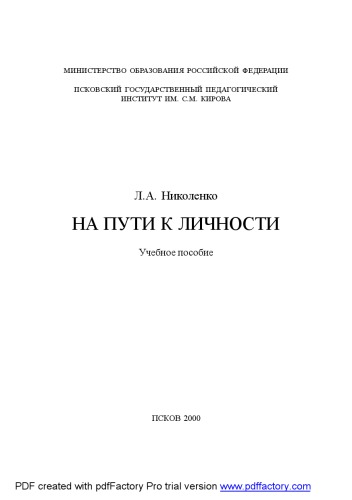 МИНИСТЕРСТВО ОБРАЗОВАНИЯ РОССИЙСКОЙ ФЕДЕРАЦИИ
ПСКОВСКИЙ ГОСУДАРСТВЕННЫЙ ПЕДАГОГИЧЕСКИЙ
ИНСТИТУТ ИМ. С.М. КИРОВА
Л.А. Николенко
НА ПУТИ К ЛИЧНОСТИ
Учебное пособие
ПСКОВ 2000
PDF created with pdfFactory Pro trial version www.pdffactory.com